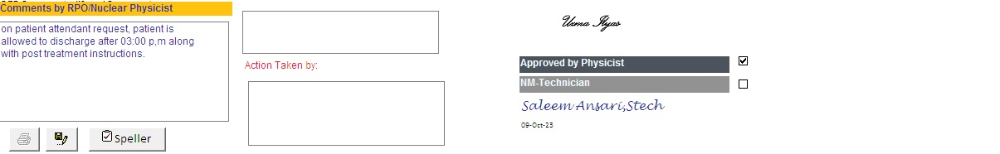 Comments by RPO/Nuclear Physicist
on patient attendant request, patient is
allowed to discharge after 03:00 p,m along
with post treatment instructions.
Speller
Action Taken by:
Uzma Ilyas
Approved by Physicist
NM-Technician
Saleem Ansari,Stech
09-Oct-23